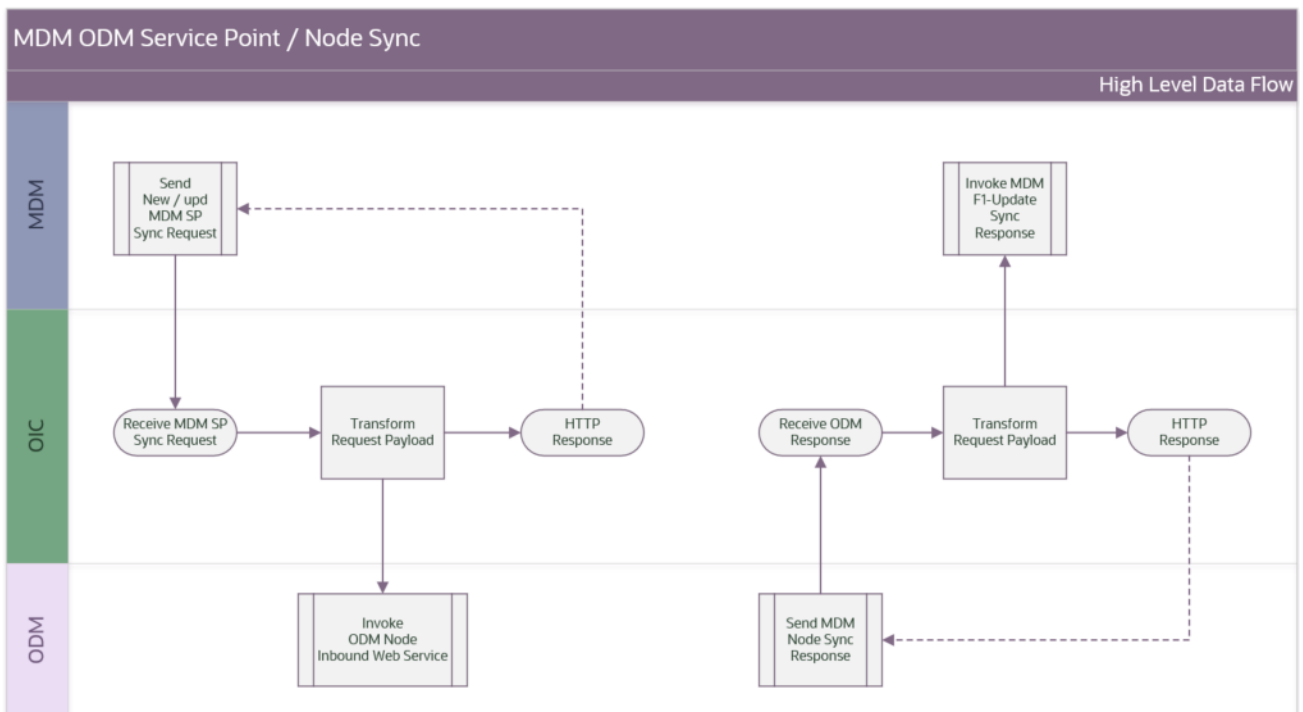 MDM ODM Service Point / Node Sync
High Level Data Flow
MDM
Send
New / upd
MDM SP
Sync Request
Invoke MDM
F1-Update
Sync
Response
OIC
Receive MDM SP
Sync Request
Transform
Request Payload
HTTP
Response
Receive ODM
Response
Transform
Request Payload
HTTP
Response
ODM
Invoke
ODM Node
Inbound Web Service
Send MDM
Node Sync
Response